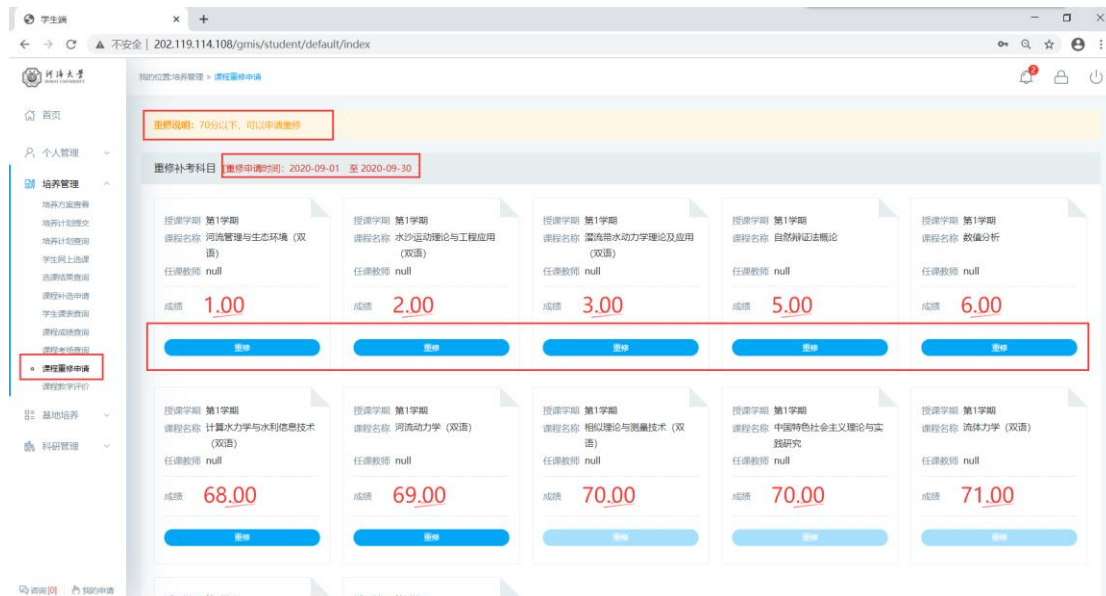 学生端
不安全 | 202.119.114.108/gmis/student/default/index
河海大学
HOHAI UNIVERSITY
我的位置:培养管理 > 课程重修申请
2
首页
个人管理
培养管理
培养方案查看
培养计划提交
培养计划查询
学生网上选课
选课结果查询
课程补选申请
学生课表查询
课程成绩查询
课程考场查询
课程重修申请
课程教学评价
基地培养
科研管理
咨询[0] 我的申请
重修说明：70分以下，可以申请重修
重修补考科目 [重修申请时间]: 2020-09-01 至 2020-09-30
授课学期 第1学期
课程名称 河流管理与生态环境（双
语）
任课教师 null
成绩 1.00
重修
授课学期 第1学期
课程名称 水沙运动理论与工程应用
（双语）
任课教师 null
成绩 2.00
重修
授课学期 第1学期
课程名称 潜流带水动力学理论及应用
（双语）
任课教师 null
成绩 3.00
重修
授课学期 第1学期
课程名称 自然辩证法概论
任课教师 null
成绩 5.00
重修
授课学期 第1学期
课程名称 数值分析
任课教师 null
成绩 6.00
重修
授课学期 第1学期
课程名称 计算水力学与水利信息技术
（双语）
任课教师 null
成绩 68.00
重修
授课学期 第1学期
课程名称 河流动力学（双语）
任课教师 null
成绩 69.00
重修
授课学期 第1学期
课程名称 相似理论与测量技术（双
语）
任课教师 null
成绩 70.00
重修
授课学期 第1学期
课程名称 中国特色社会主义理论与实
践研究
任课教师 null
成绩 70.00
重修
授课学期 第1学期
课程名称 流体力学（双语）
任课教师 null
成绩 71.00
重修